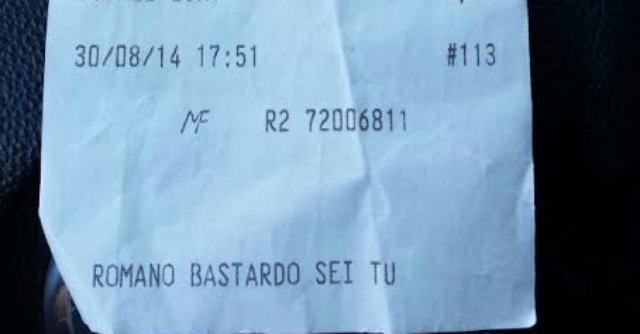 30/08/14 17:51 #113
MF R2 72006811
ROMANO BASTARDO SEI TU